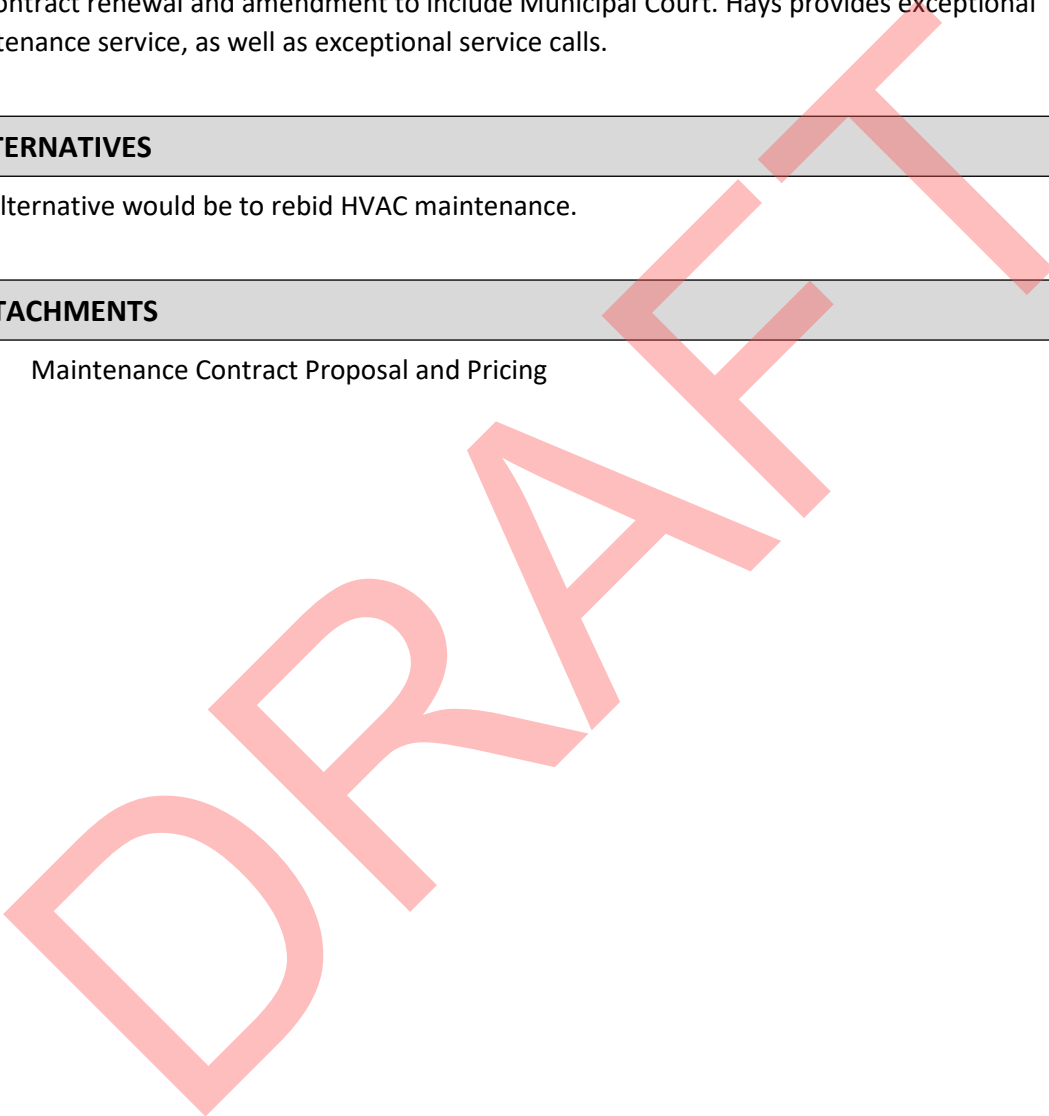 ontract renewal and amendment to include Municipal Court. Hays provides exceptional
tenance service, as well as exceptional service calls.
TERNATIVES
lternative would be to rebid HVAC maintenance.
TACHMENTS
Maintenance Contract Proposal and Pricing
DRAFT